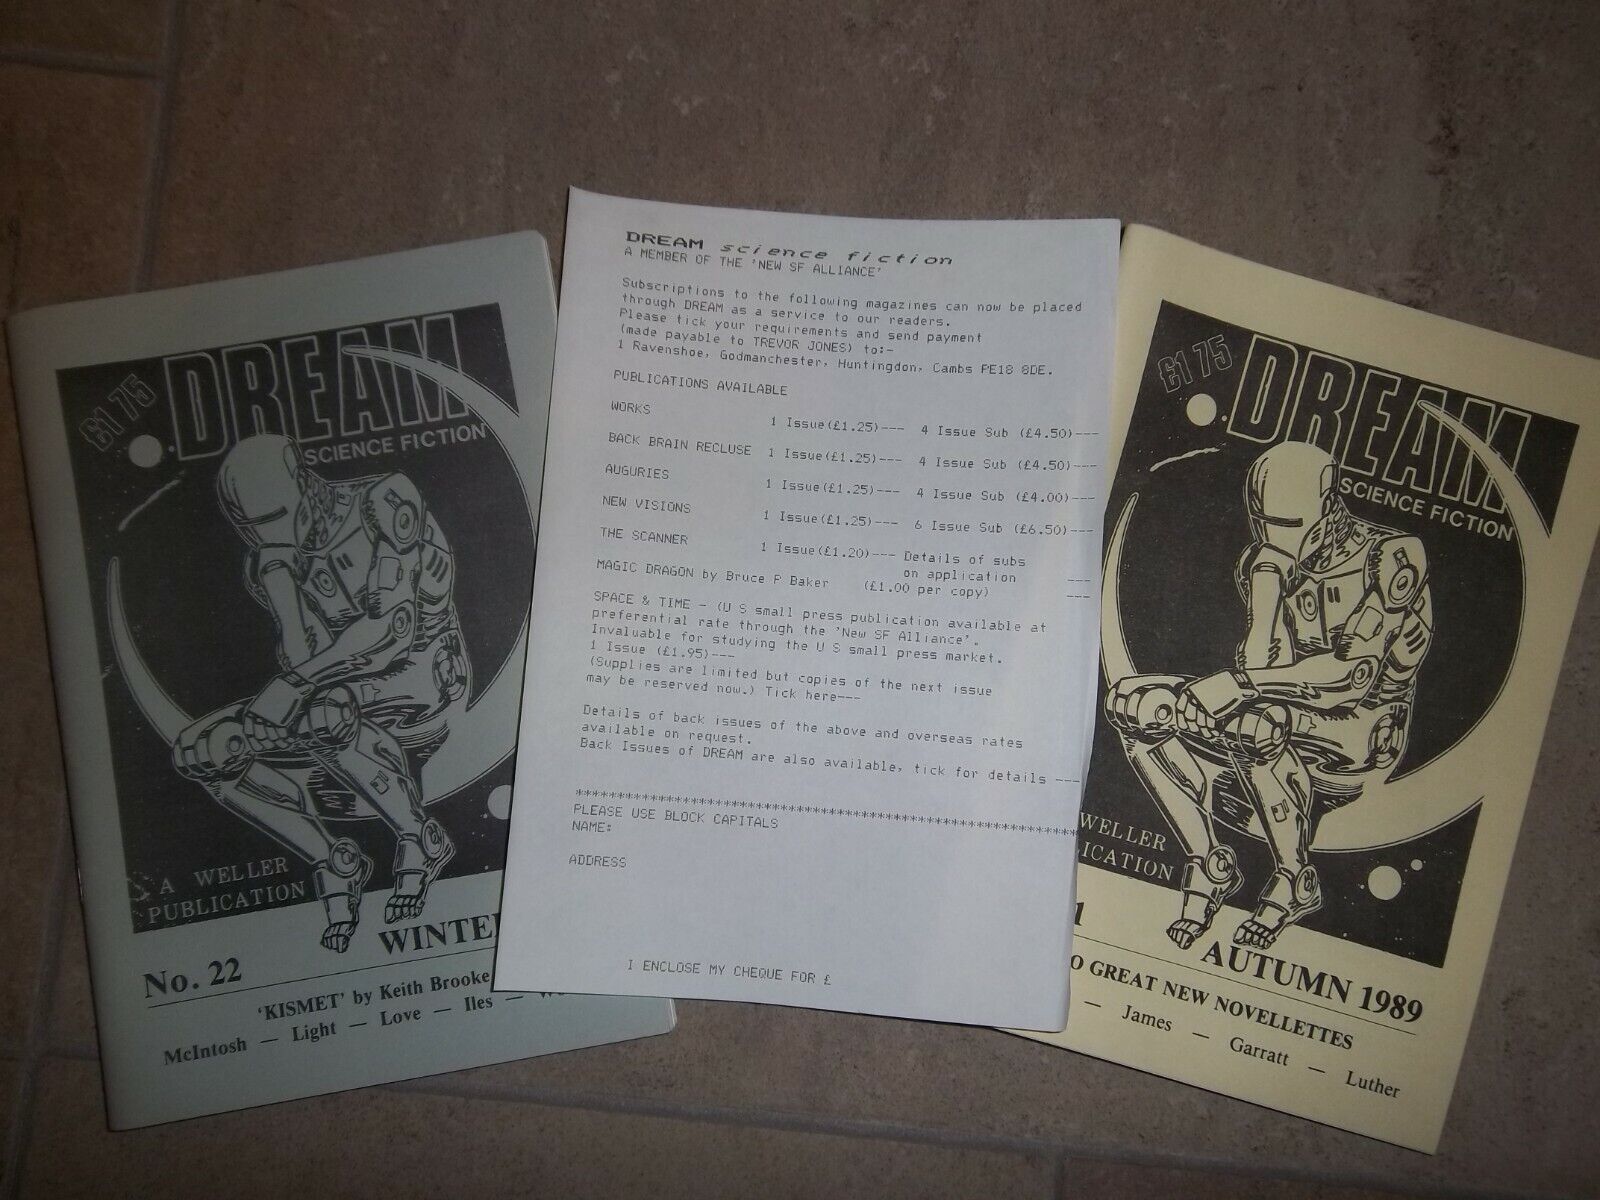 £1 75
DREAM
SCIENCE FICTION
A WELLER
PUBLICATION
WINTE
No. 22
'KISMET' by Keith Brooke
McIntosh — Light — Love — Iles —
DREAM science fiction
A MEMBER OF THE 'NEW SF ALLIANCE'
Subscriptions to the following magazines can now be placed
through DREAM as a service to our readers.
Please tick your requirements and send payment
(made payable to TREVOR JONES) to:-
1 Ravenshoe, Godmanchester, Huntingdon, Cambs PE18 8DE.
PUBLICATIONS AVAILABLE
WORKS 1 Issue(£1.25)--- 4 Issue Sub (£4.50)---
BACK BRAIN RECLUSE 1 Issue(£1.25)--- 4 Issue Sub (£4.50)---
AUGURIES 1 Issue(£1.25)--- 4 Issue Sub (£4.00)---
NEW VISIONS 1 Issue(£1.25)--- 6 Issue Sub (£6.50)---
THE SCANNER 1 Issue(£1.20)--- Details of subs
on application ---
MAGIC DRAGON by Bruce P Baker (£1.00 per copy) ---
SPACE & TIME - (U S small press publication available at
preferential rate through the 'New SF Alliance'.
Invaluable for studying the U S small press market.
1 Issue (£1.95)---
(Supplies are limited but copies of the next issue
may be reserved now.) Tick here---
Details of back issues of the above and overseas rates
available on request.
Back Issues of DREAM are also available, tick for details ---
PLEASE USE BLOCK CAPITALS
NAME:
ADDRESS
I ENCLOSE MY CHEQUE FOR £
£1 75
DREAM
SCIENCE FICTION
WELLER
LICATION
1
AUTUMN 1989
O GREAT NEW NOVELLETTES
— James — Garratt — Luther